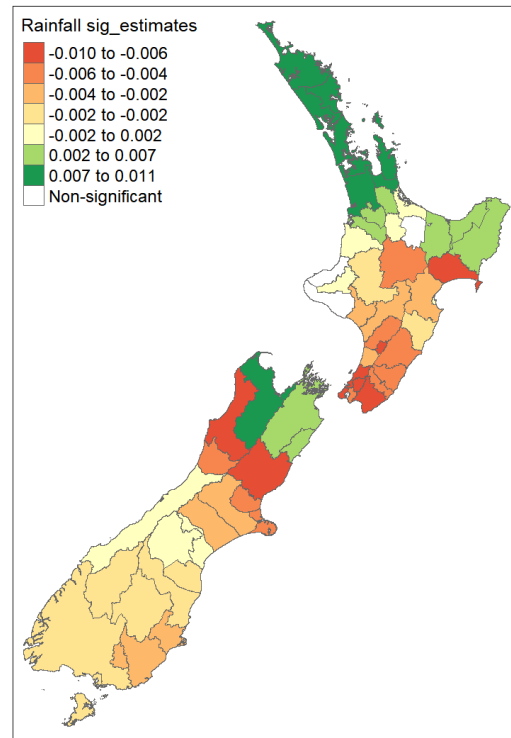 Rainfall sig_estimates
-0.010 to -0.006
-0.006 to -0.004
-0.004 to -0.002
-0.002 to -0.002
-0.002 to 0.002
0.002 to 0.007
0.007 to 0.011
Non-significant